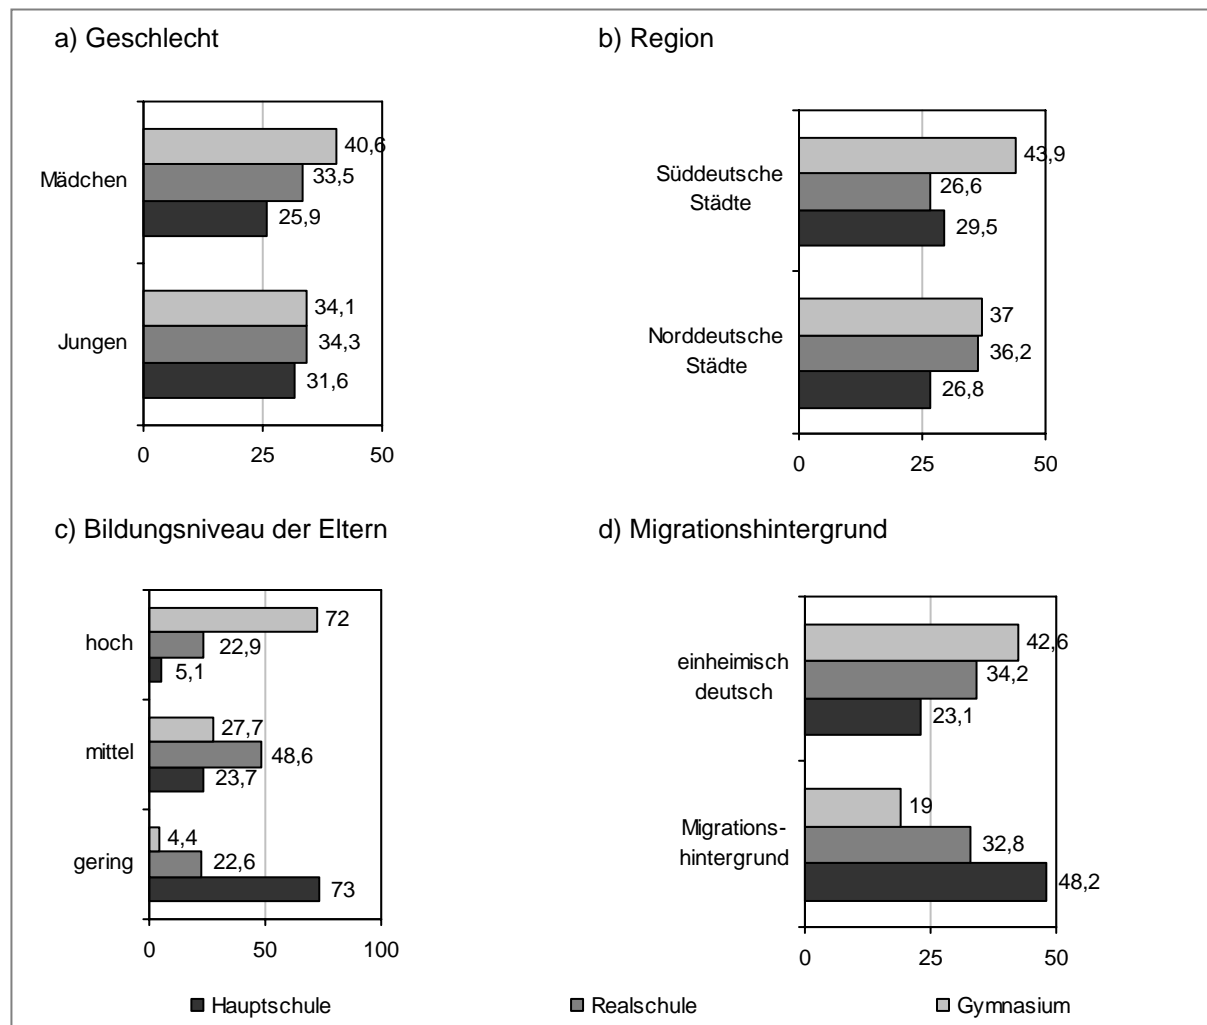 a) Geschlecht
Mädchen
40,6
33,5
25,9
Jungen
34,1
34,3
31,6
0 25 50
b) Region
Süddeutsche
Städte
43,9
26,6
29,5
Norddeutsche
Städte
37
36,2
26,8
0 25 50
c) Bildungsniveau der Eltern
hoch
72
22,9
5,1
mittel
27,7
48,6
23,7
gering
4,4
22,6
73
0 50 100
d) Migrationshintergrund
einheimisch
deutsch
42,6
34,2
23,1
Migrations-
hintergrund
19
32,8
48,2
0 25 50
Hauptschule Realschule Gymnasium